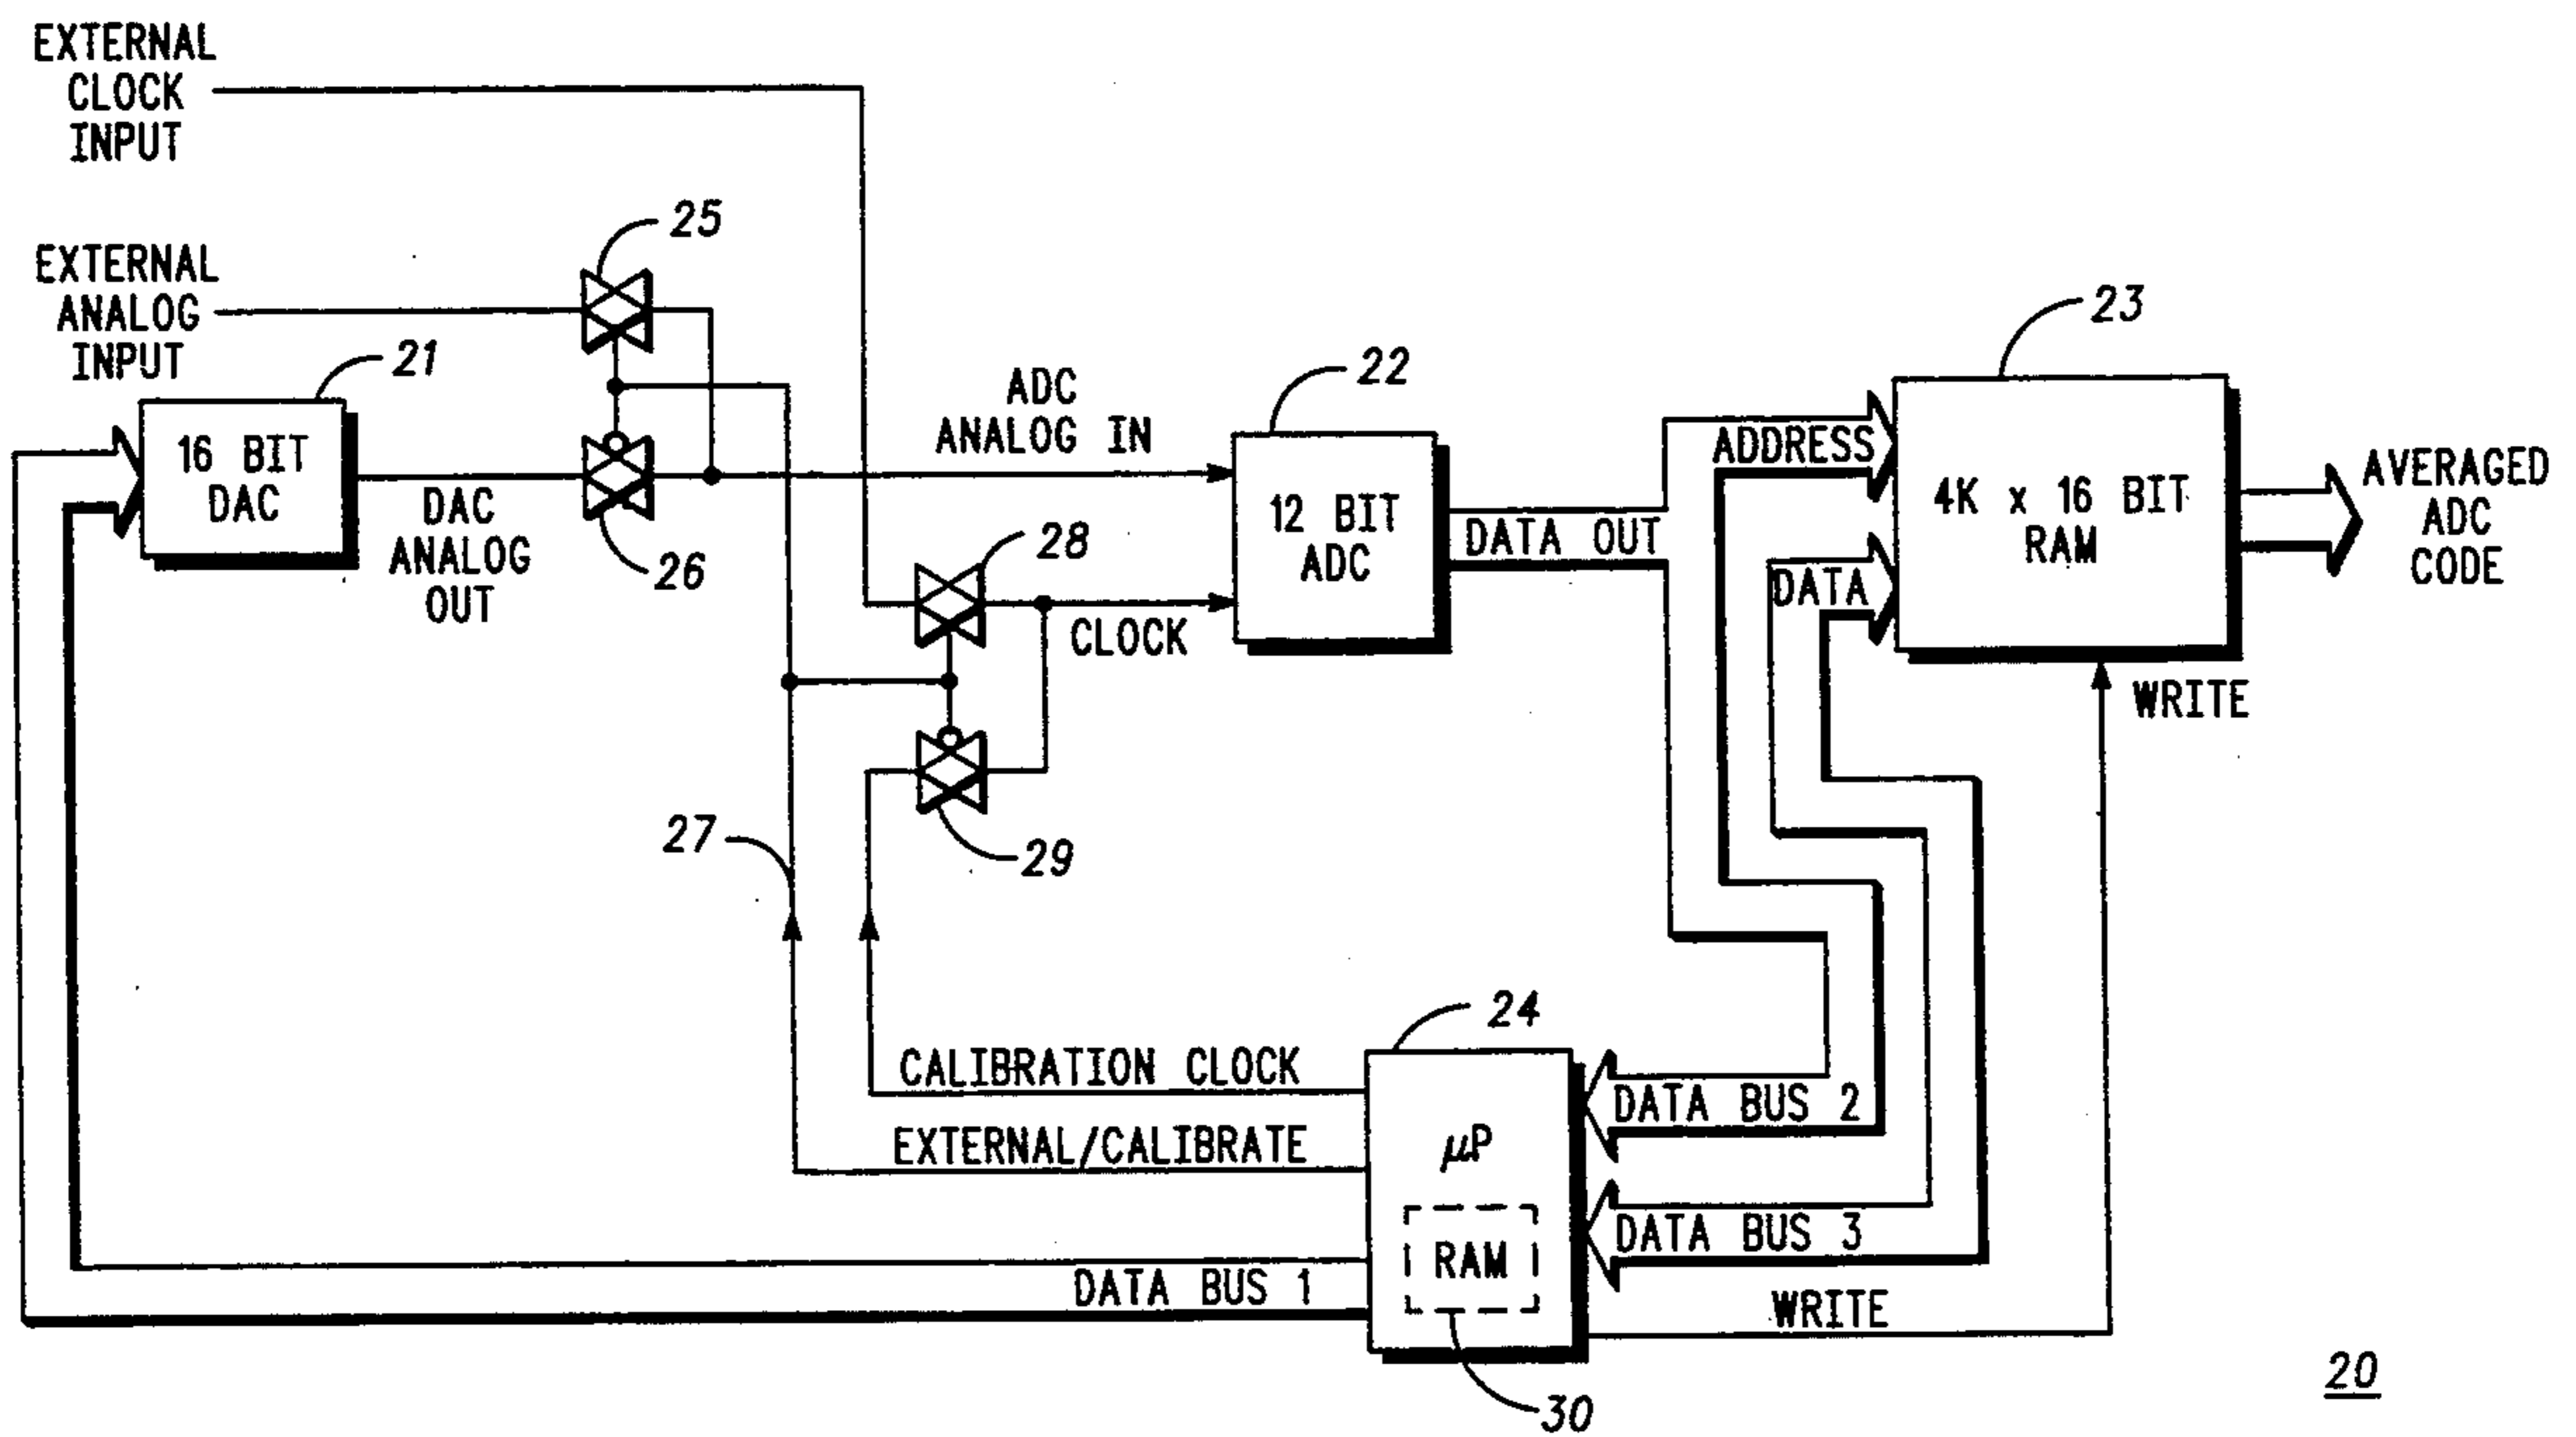 EXTERNAL
CLOCK
INPUT
EXTERNAL
ANALOG
INPUT
25
21
16 BIT
DAC
DAC
ANALOG
OUT
26
ADC
ANALOG IN
22
12 BIT
ADC
28
CLOCK
29
27
DATA OUT
ADDRESS
DATA
23
4K x 16 BIT
RAM
AVERAGED
ADC
CODE
WRITE
24
CALIBRATION CLOCK
EXTERNAL/CALIBRATE
DATA BUS 1
μP
RAM
30
DATA BUS 2
DATA BUS 3
WRITE
20